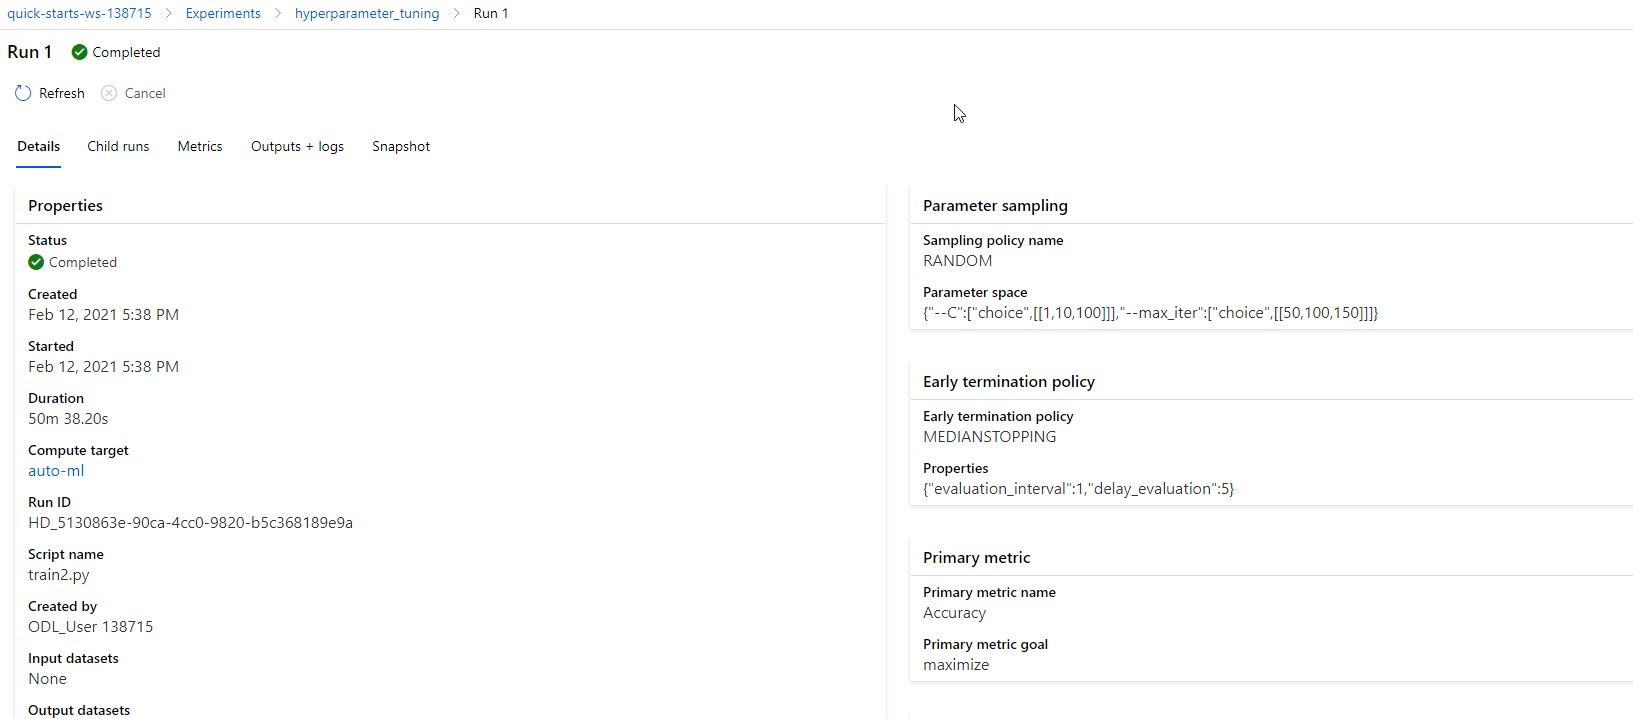 quick-starts-ws-138715 > Experiments > hyperparameter_tuning > Run 1
Run 1 Completed
Refresh Cancel
Details Child runs Metrics Outputs + logs Snapshot
Properties
Status
Completed
Created
Feb 12, 2021 5:38 PM
Started
Feb 12, 2021 5:38 PM
Duration
50m 38.20s
Compute target
auto-ml
Run ID
HD_5130863e-90ca-4cc0-9820-b5c368189e9a
Script name
train2.py
Created by
ODL_User 138715
Input datasets
None
Output datasets
Parameter sampling
Sampling policy name
RANDOM
Parameter space
{"--C":["choice",[[1,10,100]]],"--max_iter":["choice",[[50,100,150]]]}
Early termination policy
Early termination policy
MEDIANSTOPPING
Properties
{"evaluation_interval":1,"delay_evaluation":5}
Primary metric
Primary metric name
Accuracy
Primary metric goal
maximize